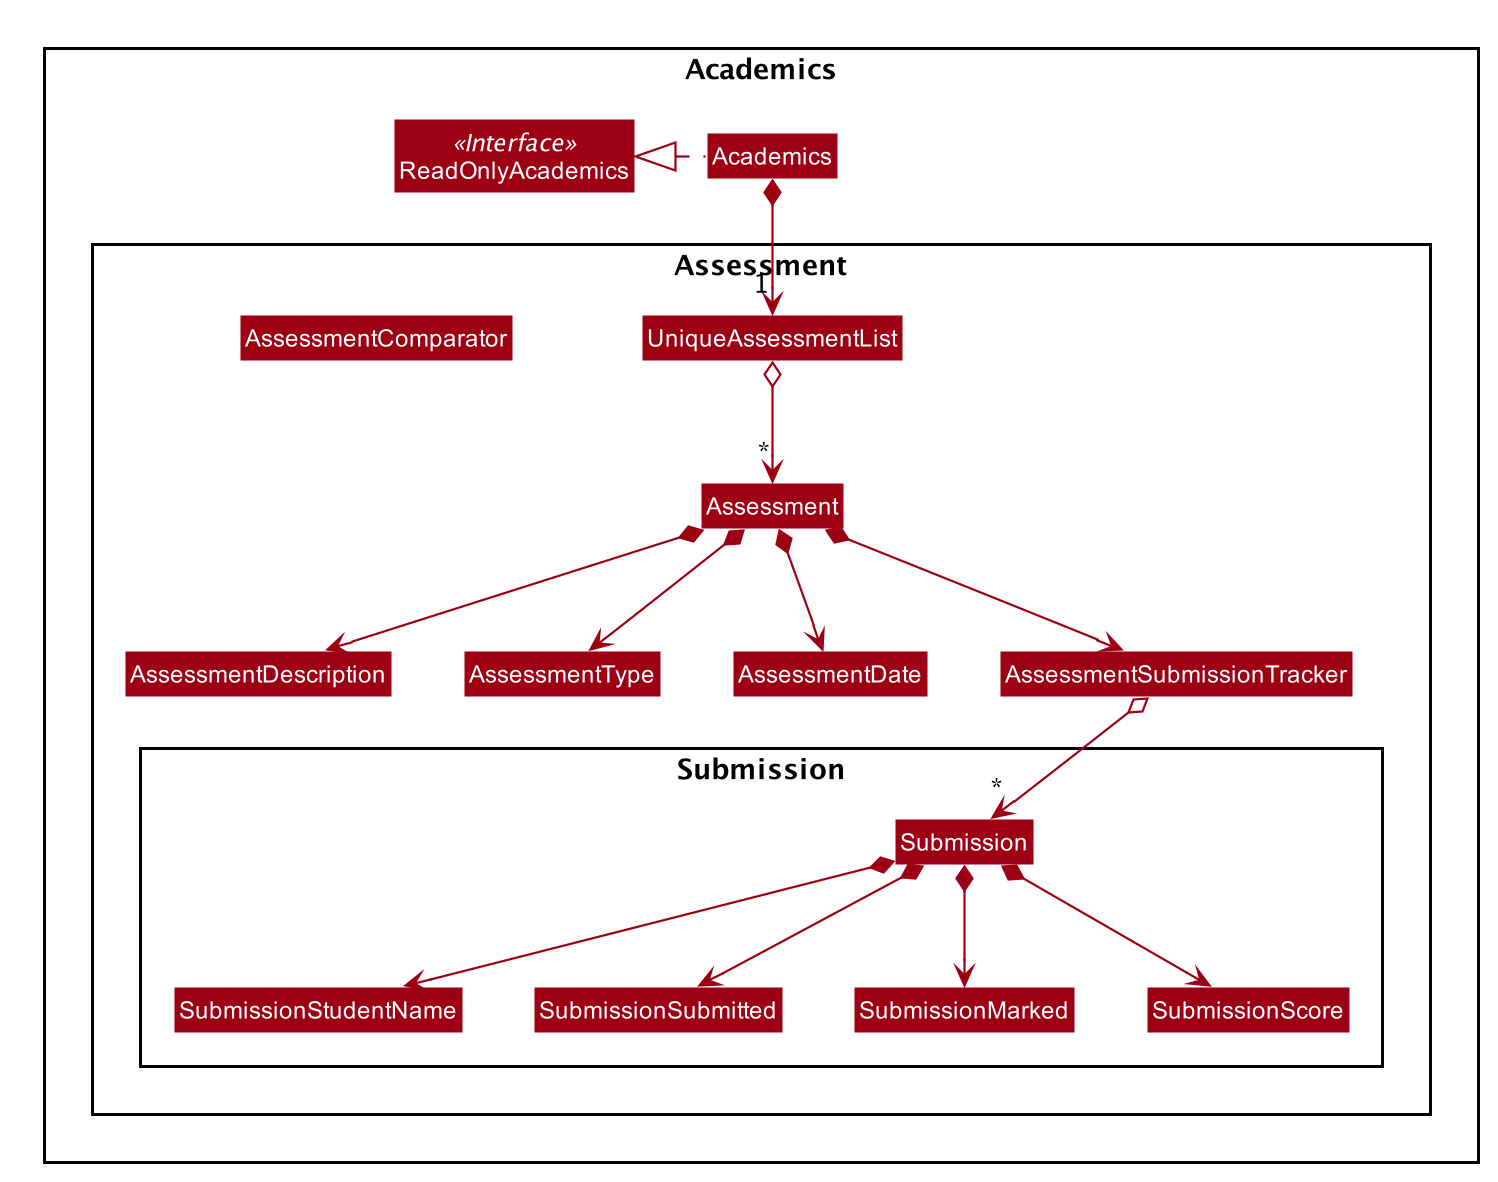 Academics
«Interface»
ReadOnlyAcademics
Academics
Assessment
1
AssessmentComparator
UniqueAssessmentList
*
Assessment
AssessmentDescription
AssessmentType
AssessmentDate
AssessmentSubmissionTracker
Submission
*
Submission
SubmissionStudentName
SubmissionSubmitted
SubmissionMarked
SubmissionScore